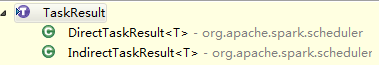 TaskResult
DirectTaskResult<T> - org.apache.spark.scheduler
IndirectTaskResult<T> - org.apache.spark.scheduler